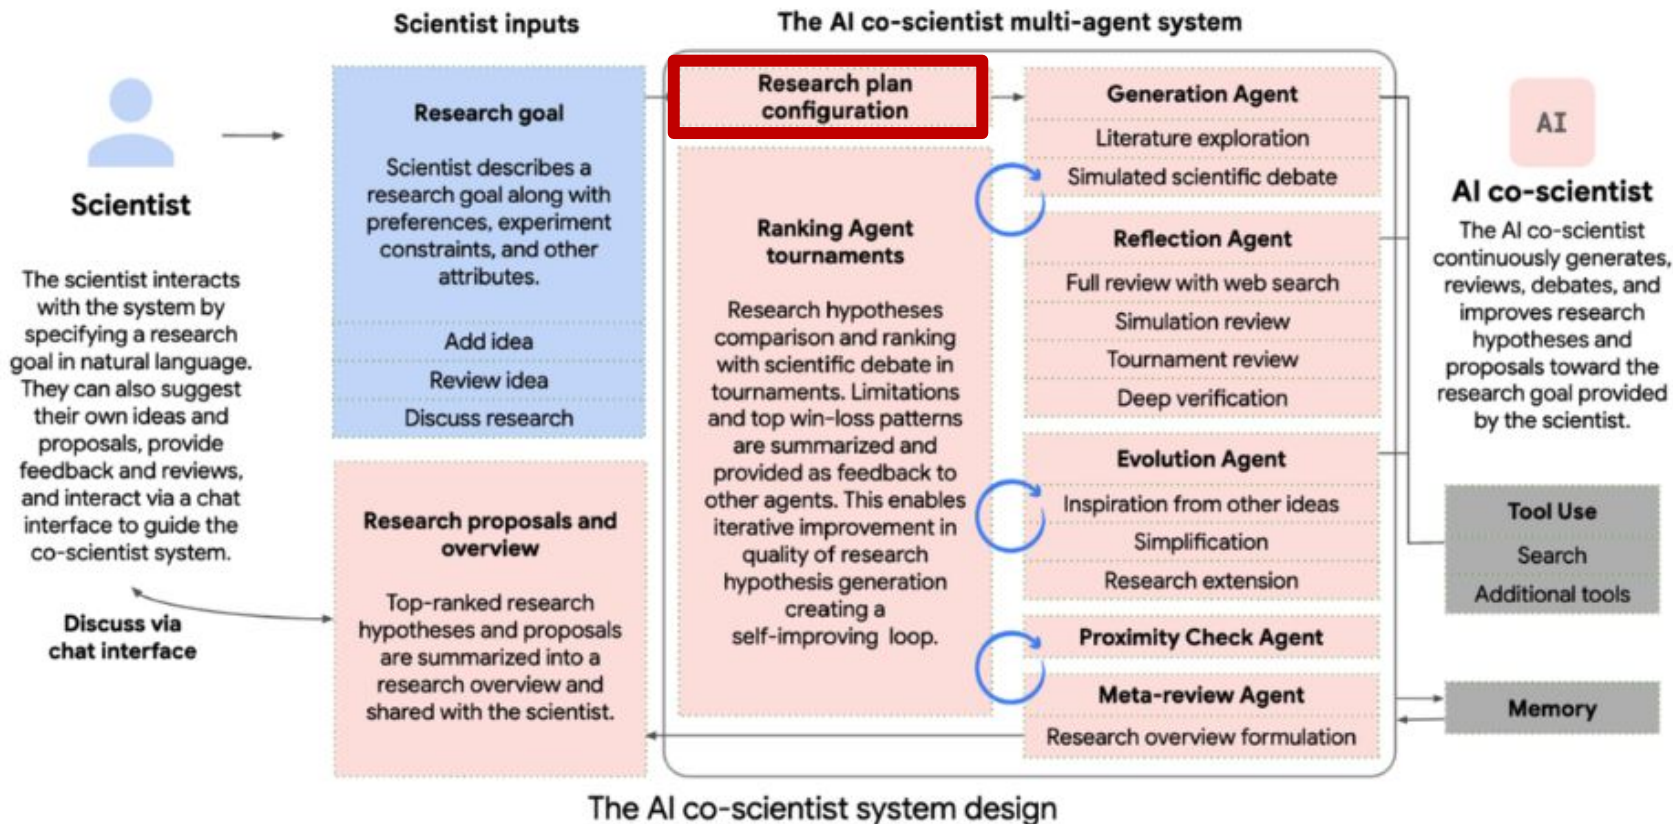 Scientist inputs
The AI co-scientist multi-agent system
Scientist
The scientist interacts
with the system by
specifying a research
goal in natural language.
They can also suggest
their own ideas and
proposals, provide
feedback and reviews,
and interact via a chat
interface to guide the
co-scientist system.
Discuss via
chat interface
Research goal
Scientist describes a
research goal along with
preferences, experiment
constraints, and other
attributes.
Add idea
Review idea
Discuss research
Research proposals and
overview
Top-ranked research
hypotheses and proposals
are summarized into a
research overview and
shared with the scientist.
Research plan
configuration
Ranking Agent
tournaments
Research hypotheses
comparison and ranking
with scientific debate in
tournaments. Limitations
and top win-loss patterns
are summarized and
provided as feedback to
other agents. This enables
iterative improvement in
quality of research
hypothesis generation
creating a
self-improving loop.
Generation Agent
Literature exploration
Simulated scientific debate
Reflection Agent
Full review with web search
Simulation review
Tournament review
Deep verification
Evolution Agent
Inspiration from other ideas
Simplification
Research extension
Proximity Check Agent
Meta-review Agent
Research overview formulation
AI
AI co-scientist
The AI co-scientist
continuously generates,
reviews, debates, and
improves research
hypotheses and
proposals toward the
research goal provided
by the scientist.
Tool Use
Search
Additional tools
Memory
The AI co-scientist system design